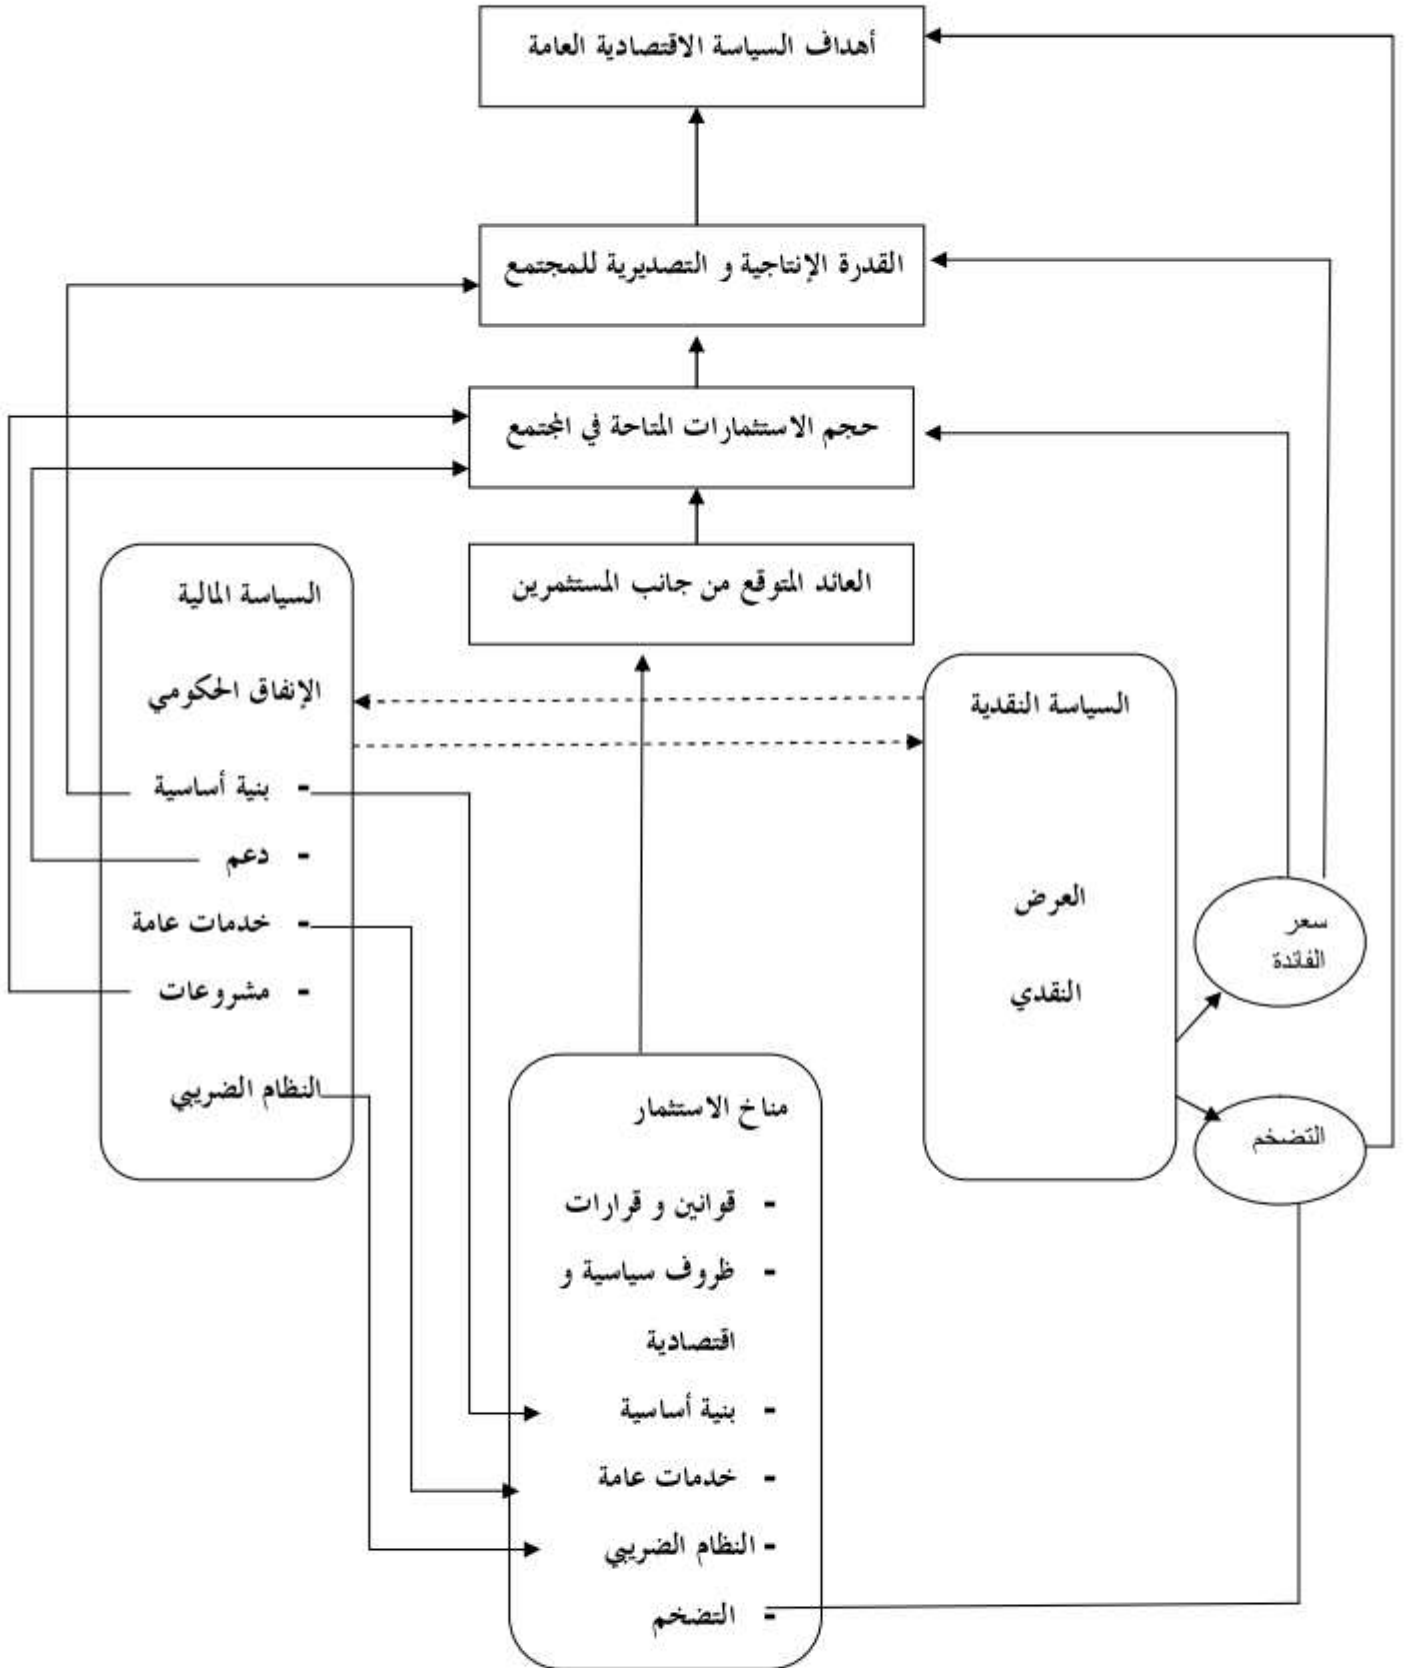 أهداف السياسة الاقتصادية العامة
القدرة الإنتاجية و التصديرية للمجتمع
حجم الاستثمارات المتاحة في المجتمع
العائد المتوقع من جانب المستثمرين
السياسة المالية
الإنفاق الحكومي
- بنية أساسية
- دعم
- خدمات عامة
- مشروعات
النظام الضريبي
السياسة النقدية
العرض
النقدي
سعر
الفائدة
التضخم
مناخ الاستثمار
- قوانين و قرارات
- ظروف سياسية و
اقتصادية
- بنية أساسية
- خدمات عامة
- النظام الضريبي
- التضخم